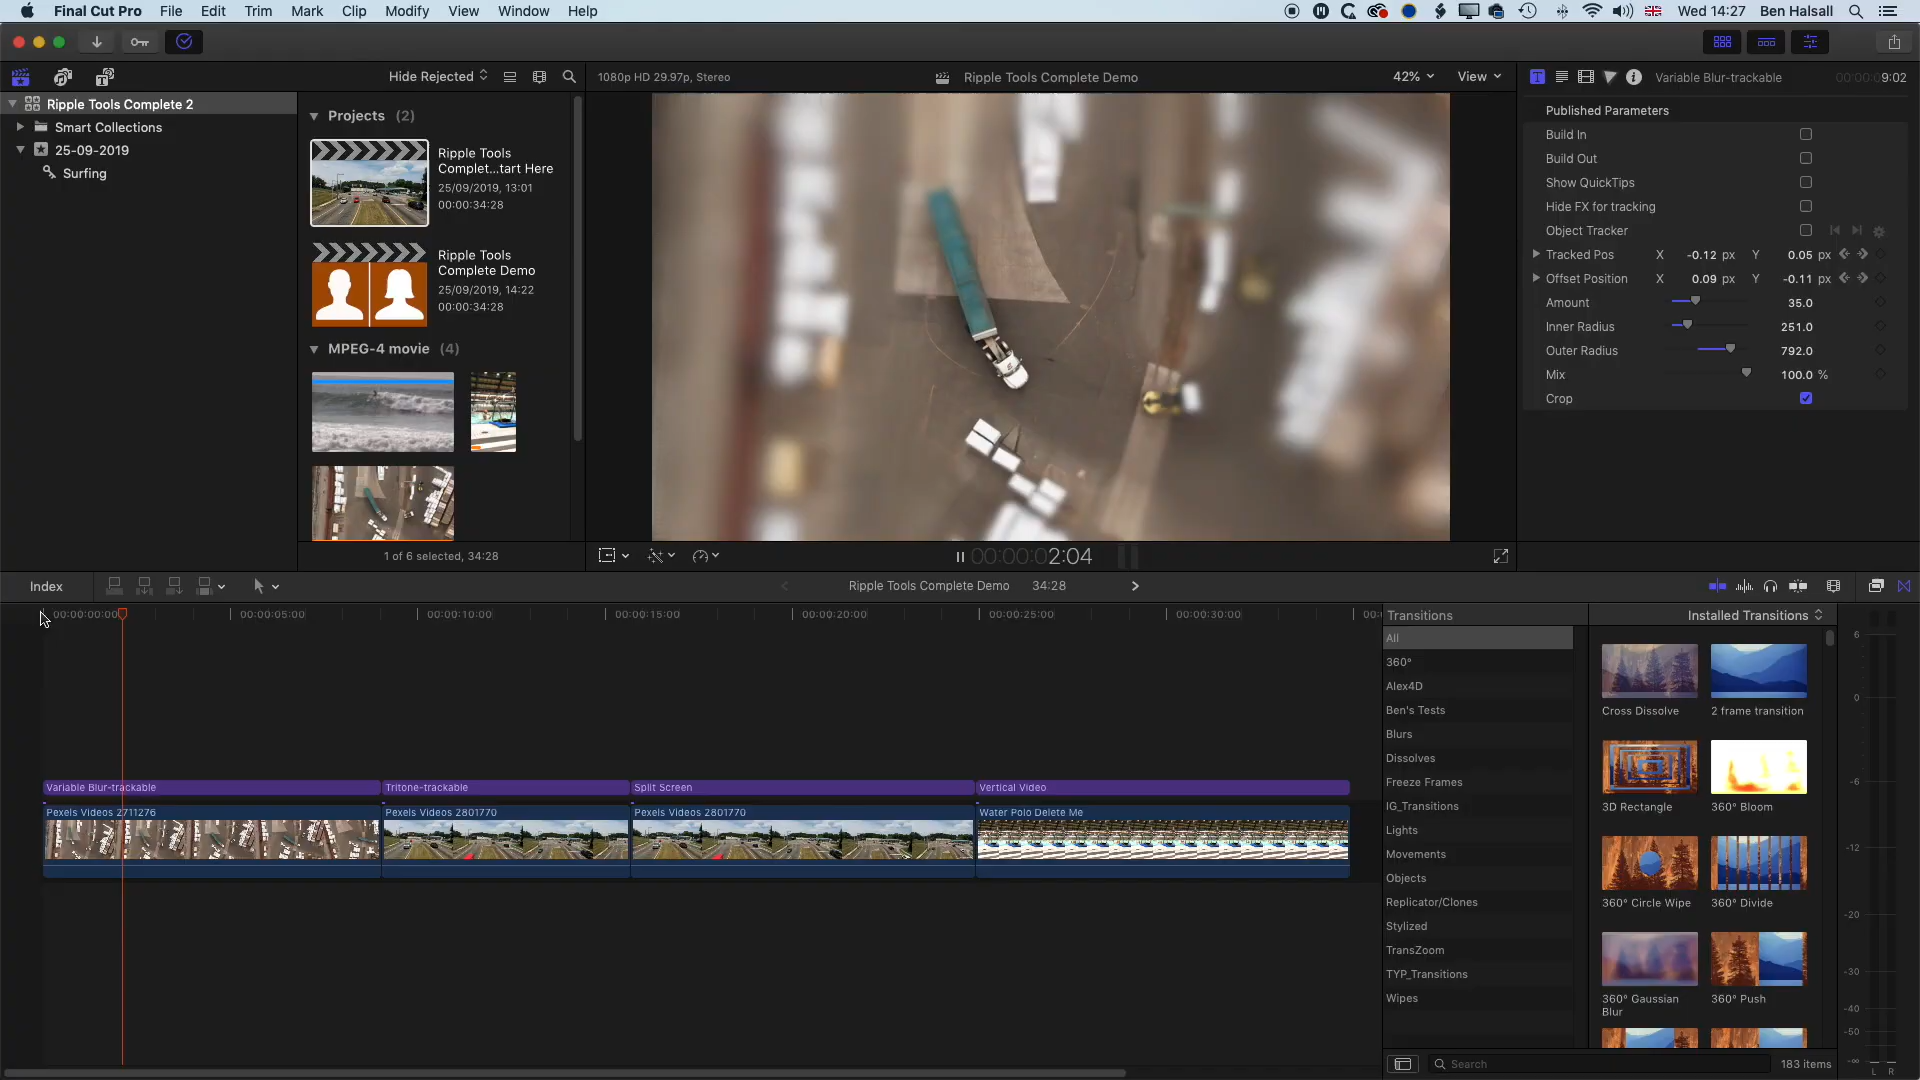 Final Cut Pro File Edit Trim Mark Clip Modify View Window Help Wed 14:27 Ben Halsall
Hide Rejected 1080p HD 29.97p, Stereo Ripple Tools Complete Demo 42% View Variable Blur-trackable 00:00:09:02
Ripple Tools Complete 2
Smart Collections
25-09-2019
Surfing
Projects (2)
Ripple Tools
Complet...tart Here
25/09/2019, 13:01
00:00:34:28
Ripple Tools
Complete Demo
25/09/2019, 14:22
00:00:34:28
MPEG-4 movie (4)
1 of 6 selected, 34:28
00:00:00:02:04
Published Parameters
Build In
Build Out
Show QuickTips
Hide FX for tracking
Object Tracker
Tracked Pos X -0.12 px Y 0.05 px
Offset Position X 0.09 px Y -0.11 px
Amount 35.0
Inner Radius 251.0
Outer Radius 792.0
Mix 100.0 %
Crop
Index Ripple Tools Complete Demo 34:28
00:00:00:00 00:00:05:00 00:00:10:00 00:00:15:00 00:00:20:00 00:00:25:00 00:00:30:00 00:0
Variable Blur-trackable Tritone-trackable Split Screen Vertical Video
Pexels Videos 2711276 Pexels Videos 2801770 Pexels Videos 2801770 Water Polo Delete Me
Transitions Installed Transitions
All
360°
Alex4D
Ben's Tests
Blurs
Dissolves
Freeze Frames
IG_Transitions
Lights
Movements
Objects
Replicator/Clones
Stylized
TransZoom
TYP_Transitions
Wipes
Cross Dissolve 2 frame transition
3D Rectangle 360° Bloom
360° Circle Wipe 360° Divide
360° Gaussian
Blur
360° Push
Search 183 items
6
0
-6
-12
-20
-30
-40
-50
-∞
L R